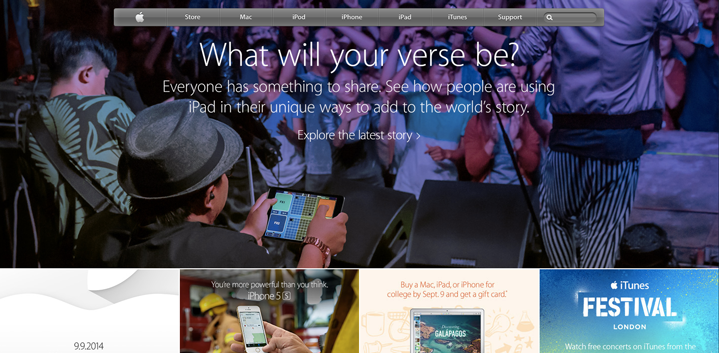 Store Mac iPod iPhone iPad iTunes Support
What will your verse be?
Everyone has something to share. See how people are using
iPad in their unique ways to add to the world's story.
Explore the latest story >
9.9.2014
You're more powerful than you think.
iPhone 5s
Buy a Mac, iPad, or iPhone for
college by Sept. 9 and get a gift card.*
GALÁPAGOS
iTunes
FESTIVAL
LONDON
Watch free concerts on iTunes from the